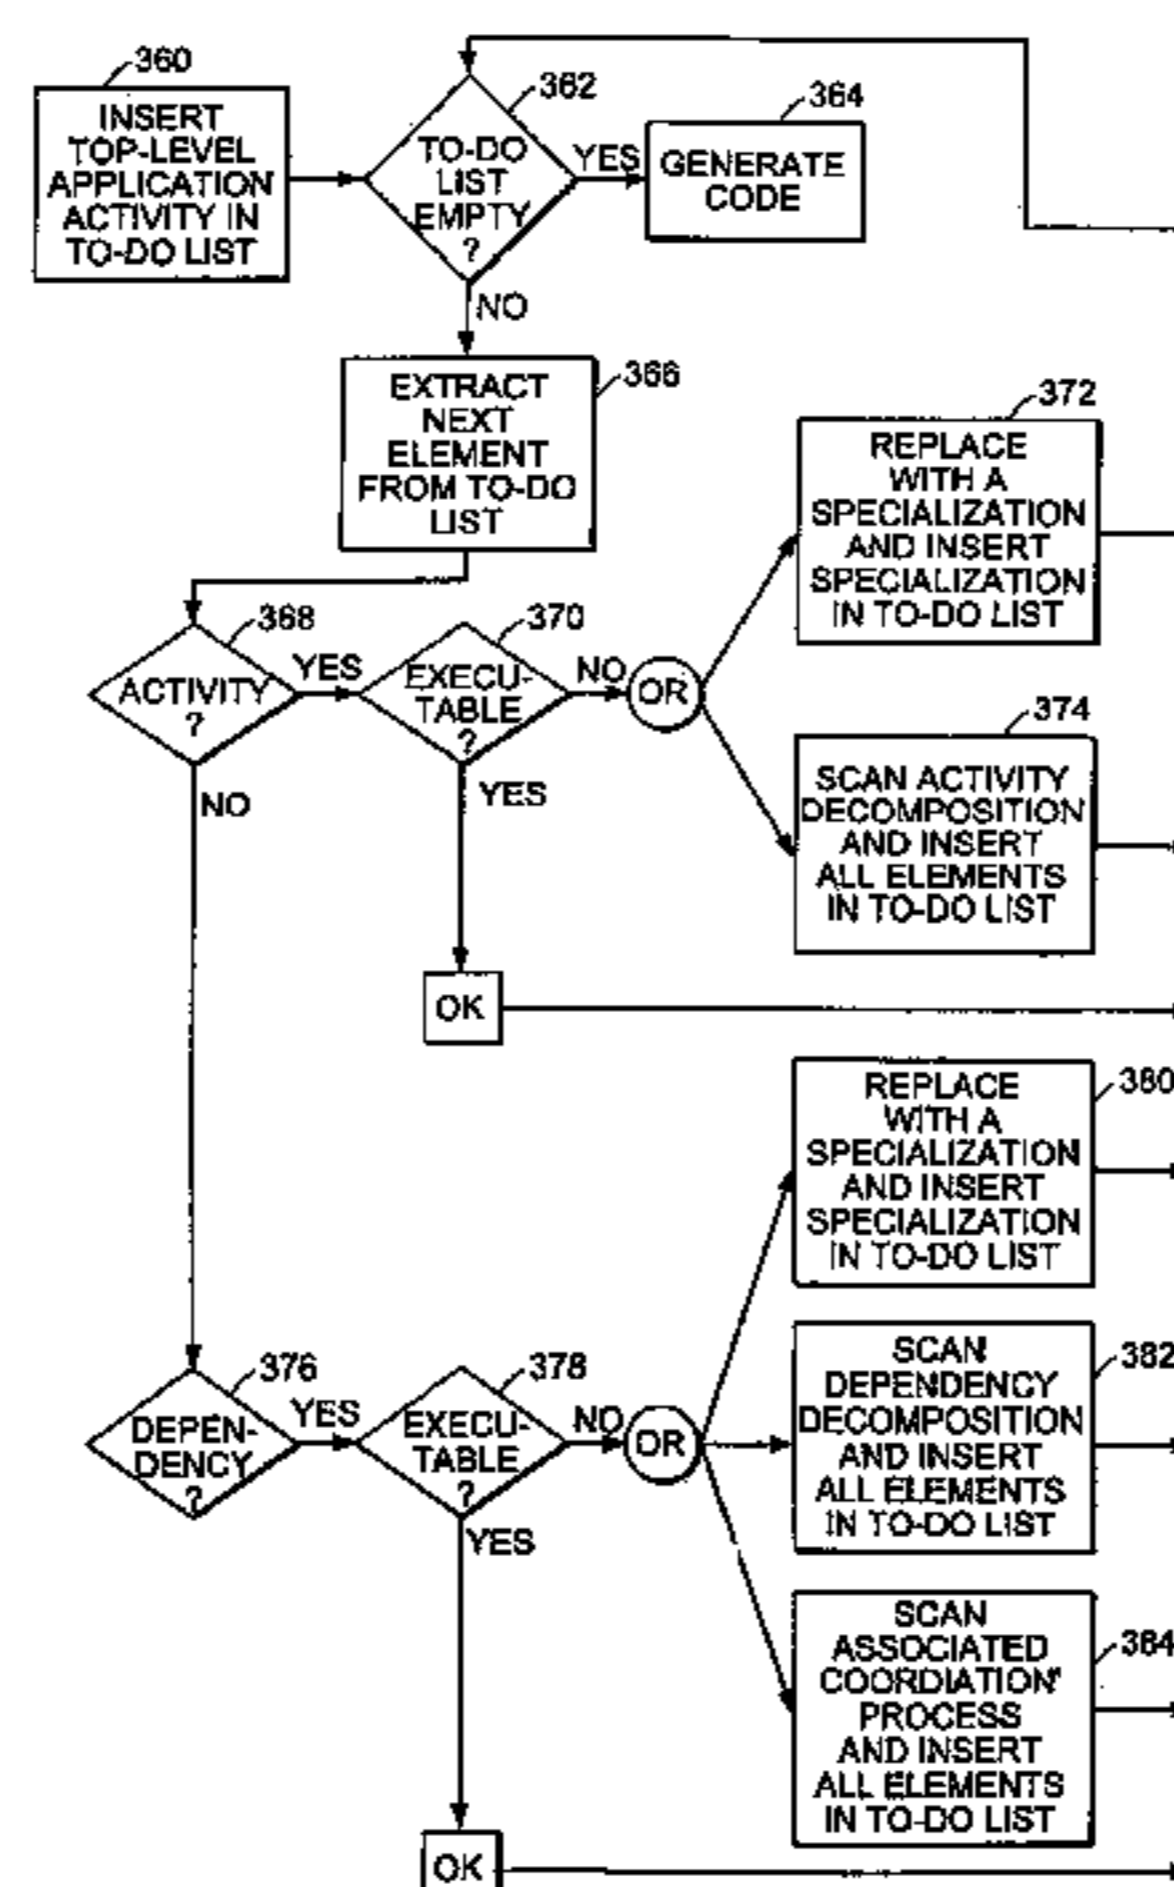 360
INSERT
TOP-LEVEL
APPLICATION
ACTIVITY IN
TO-DO LIST
362
TO-DO
LIST
EMPTY
?
YES
364
GENERATE
CODE
NO
366
EXTRACT
NEXT
ELEMENT
FROM TO-DO
LIST
368
ACTIVITY
?
YES
370
EXECU-
TABLE
?
NO
OR
372
REPLACE
WITH A
SPECIALIZATION
AND INSERT
SPECIALIZATION
IN TO-DO LIST
374
SCAN ACTIVITY
DECOMPOSITION
AND INSERT
ALL ELEMENTS
IN TO-DO LIST
NO
YES
OK
376
DEPEN-
DENCY
?
YES
378
EXECU-
TABLE
?
NO
OR
380
REPLACE
WITH A
SPECIALIZATION
AND INSERT
SPECIALIZATION
IN TO-DO LIST
382
SCAN
DEPENDENCY
DECOMPOSITION
AND INSERT
ALL ELEMENTS
IN TO-DO LIST
384
SCAN
ASSOCIATED
COORDIATION'
PROCESS
AND INSERT
ALL ELEMENTS
IN TO-DO LIST
YES
OK